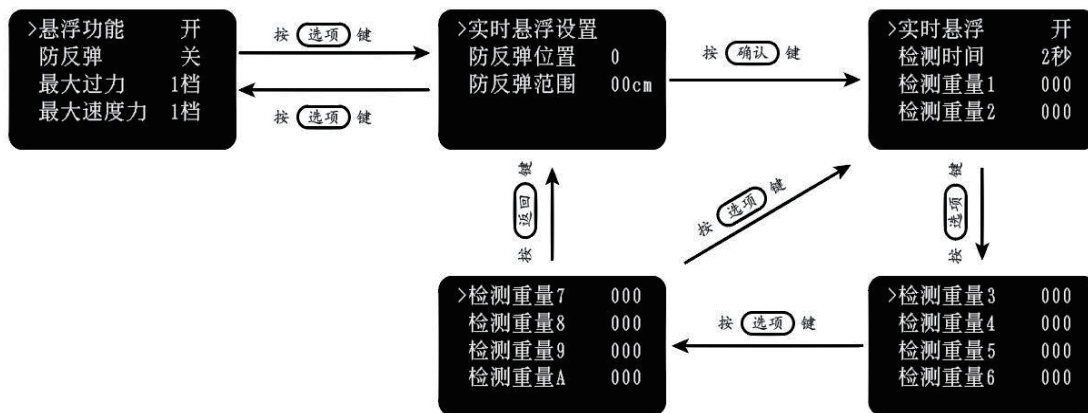 >悬浮功能 开
防反弹 关
最大过力 1档
最大速度力 1档
按 选项 键
按 选项 键
>实时悬浮设置
防反弹位置 0
防反弹范围 00cm
按 确认 键
>实时悬浮 开
检测时间 2秒
检测重量1 000
检测重量2 000
按 选项 键
>检测重量3 000
检测重量4 000
检测重量5 000
检测重量6 000
按 选项 键
>检测重量7 000
检测重量8 000
检测重量9 000
检测重量A 000
按 返回 键
按 选项 键